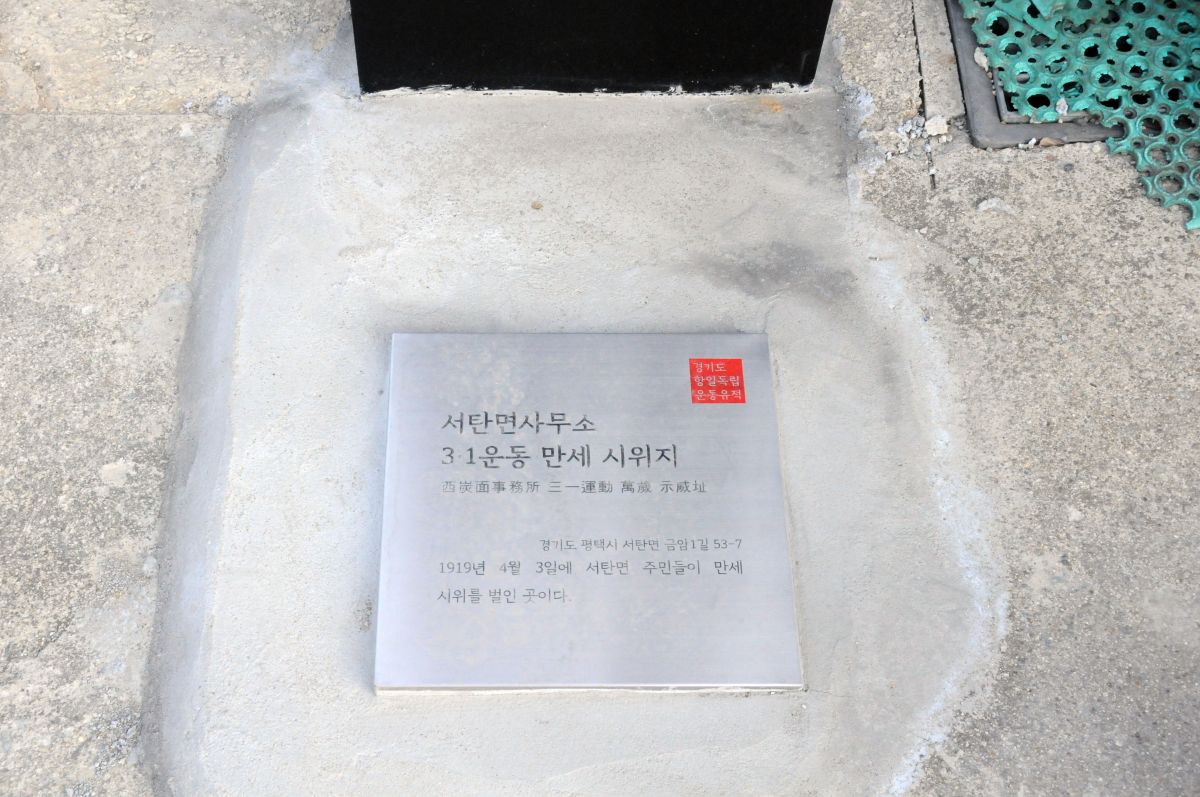 경기도
항일독립
운동유적
서탄면사무소
3·1운동 만세 시위지
西炭面事務所 三一運動 萬歲 示威址
경기도 평택시 서탄면 금암1길 53-7
1919년 4월 3일에 서탄면 주민들이 만세
시위를 벌인 곳이다.